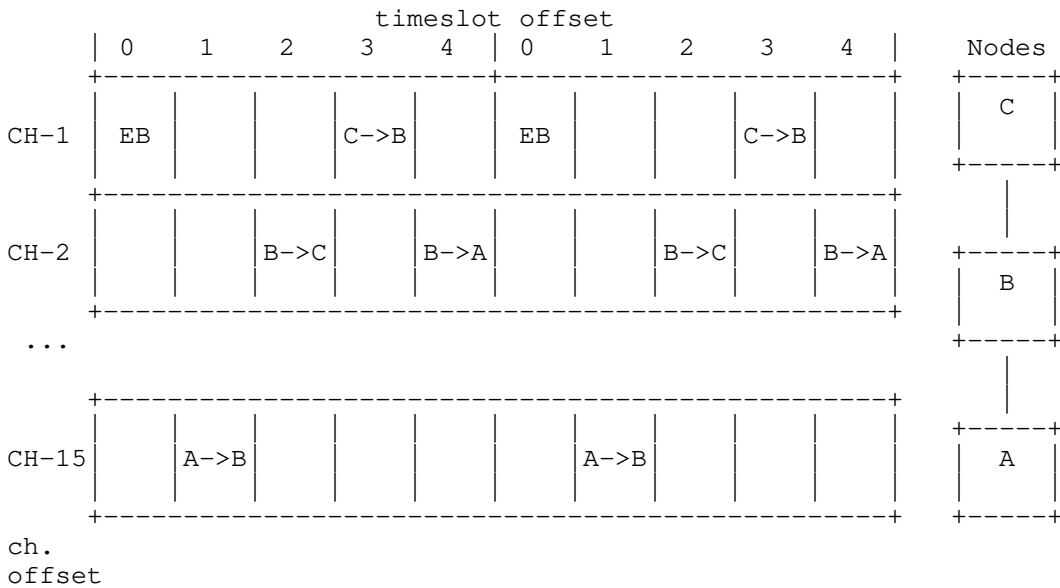 timeslot offset
| 0 1 2 3 4 | 0 1 2 3 4 | Nodes
C
CH-1 EB C->B EB C->B
CH-2 B->C B->A B->C B->A
B
...
CH-15 A->B A->B A
ch.
offset